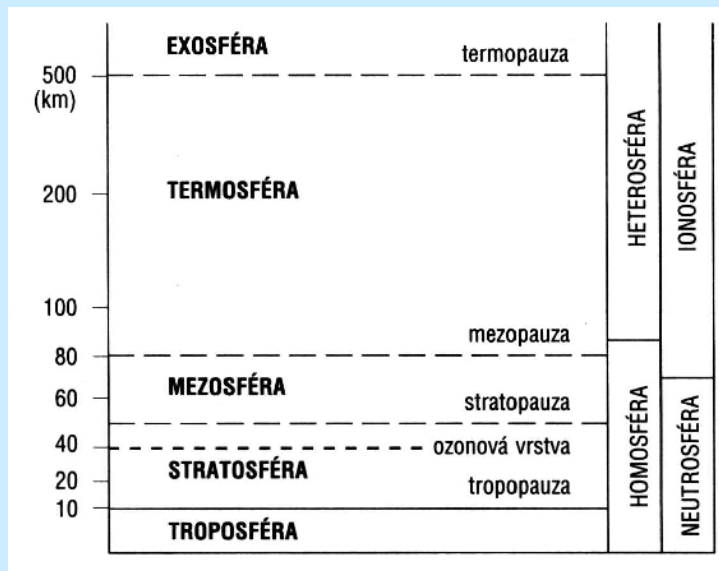 EXOSFÉRA
termopauza
500
(km)
TERMOSFÉRA
200
100
mezopauza
80
MEZOSFÉRA
60
stratopauza
40
ozonová vrstva
STRATOSFÉRA
20
tropopauza
10
TROPOSFÉRA
HETEROSFÉRA
HOMOSFÉRA
IONOSFÉRA
NEUTROSFÉRA